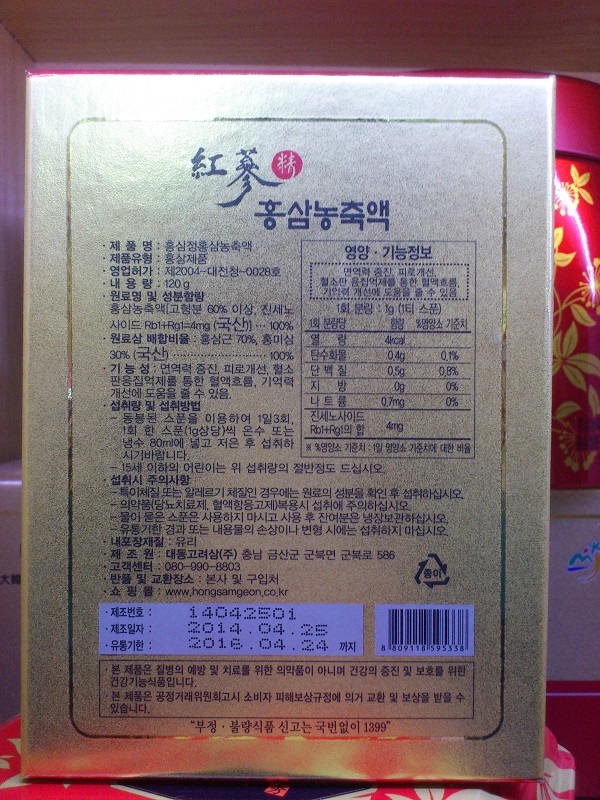 紅蔘 精
홍삼농축액
· 제 품 명 : 홍삼정홍삼농축액
· 제품유형 : 홍삼제품
· 영업허가 : 제2004-대전청-0028호
· 내 용 량 : 120 g
· 원료명 및 성분함량
홍삼농축액[고형분 60% 이상, 진세노
사이드 Rb1+Rg1=4mg (국산) ··· 100%
· 원료삼 배합비율 : 홍삼근 70%, 홍미삼
30% (국산) ························ 100%
· 기 능 성 : 면역력 증진, 피로개선, 혈소
판응집억제를 통한 혈액흐름, 기억력
개선에 도움을 줄 수 있음.
· 섭취량 및 섭취방법
- 동봉된 스푼을 이용하여 1일3회,
1회 한 스푼(1g상당)씩 온수 또는
냉수 80ml에 넣고 저은 후 섭취하
시기바랍니다.
- 15세 이하의 어린이는 위 섭취량의 절반정도 드십시오.
· 섭취시 주의사항
- 특이체질 또는 알레르기 체질인 경우에는 원료의 성분을 확인 후 섭취하십시오.
- 의약품(당뇨치료제, 혈액항응고제)복용시 섭취에 주의하십시오.
- 물이 묻은 스푼은 사용하지 마시고 사용 후 잔여분은 냉장보관하십시오.
- 유통기한 경과 또는 내용물의 손상이나 변형 시에는 섭취하지 마십시오.
· 내포장재질 : 유리
· 제 조 원 : 대동고려삼(주) 충남 금산군 군북면 군북로 586
· 고객센터 : 080-990-8803
· 반품 및 교환장소 : 본사 및 구입처
· 쇼 핑 몰 : www.hongsamgeon.co.kr
영양 · 기능정보
면역력 증진, 피로개선,
혈소판 응집억제를 통한 혈액흐름,
기억력 개선에 도움을 줄 수 있음
1회 분량 : 1g (1티 스푼)
1회 분량당 함량 %영양소 기준치
열 량 4kcal
탄수화물 0.4g 0.1%
단 백 질 0.5g 0.8%
지 방 0g 0%
나 트 륨 0.7mg 0%
진세노사이드
Rb1+Rg1의 합 4mg
※ %영양소 기준치 : 1일 영양소 기준치에 대한 비율
종이
· 제조번호 : 14042501
· 제조일자 : 2014.04.25
· 유통기한 : 2016.04.24 까지
8 809118 595338
· 본 제품은 질병의 예방 및 치료를 위한 의약품이 아니며 건강의 증진 및 보호를 위한
건강기능식품입니다.
· 본 제품은 공정거래위원회고시 소비자 피해보상규정에 의거 교환 및 보상을 받을 수
있습니다.
"부정 · 불량식품 신고는 국번없이 1399"